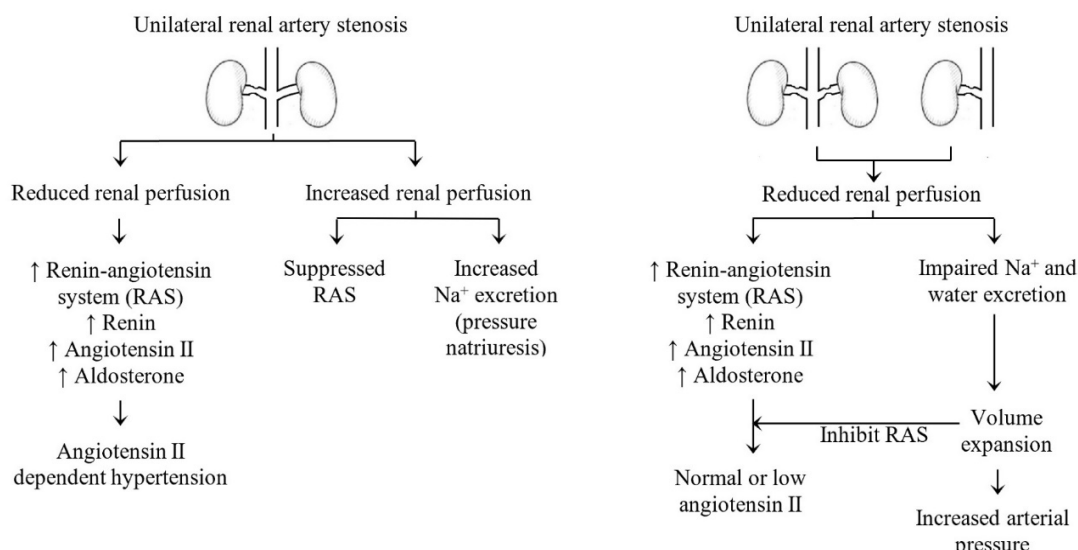 Unilateral renal artery stenosis
Reduced renal perfusion
Increased renal perfusion
↑ Renin-angiotensin
system (RAS)
↑ Renin
↑ Angiotensin II
↑ Aldosterone
Suppressed
RAS
Increased
Na⁺ excretion
(pressure
natriuresis)
Angiotensin II
dependent hypertension
Unilateral renal artery stenosis
Reduced renal perfusion
↑ Renin-angiotensin
system (RAS)
↑ Renin
↑ Angiotensin II
↑ Aldosterone
Impaired Na⁺ and
water excretion
Inhibit RAS
Volume
expansion
Normal or low
angiotensin II
Increased arterial
pressure